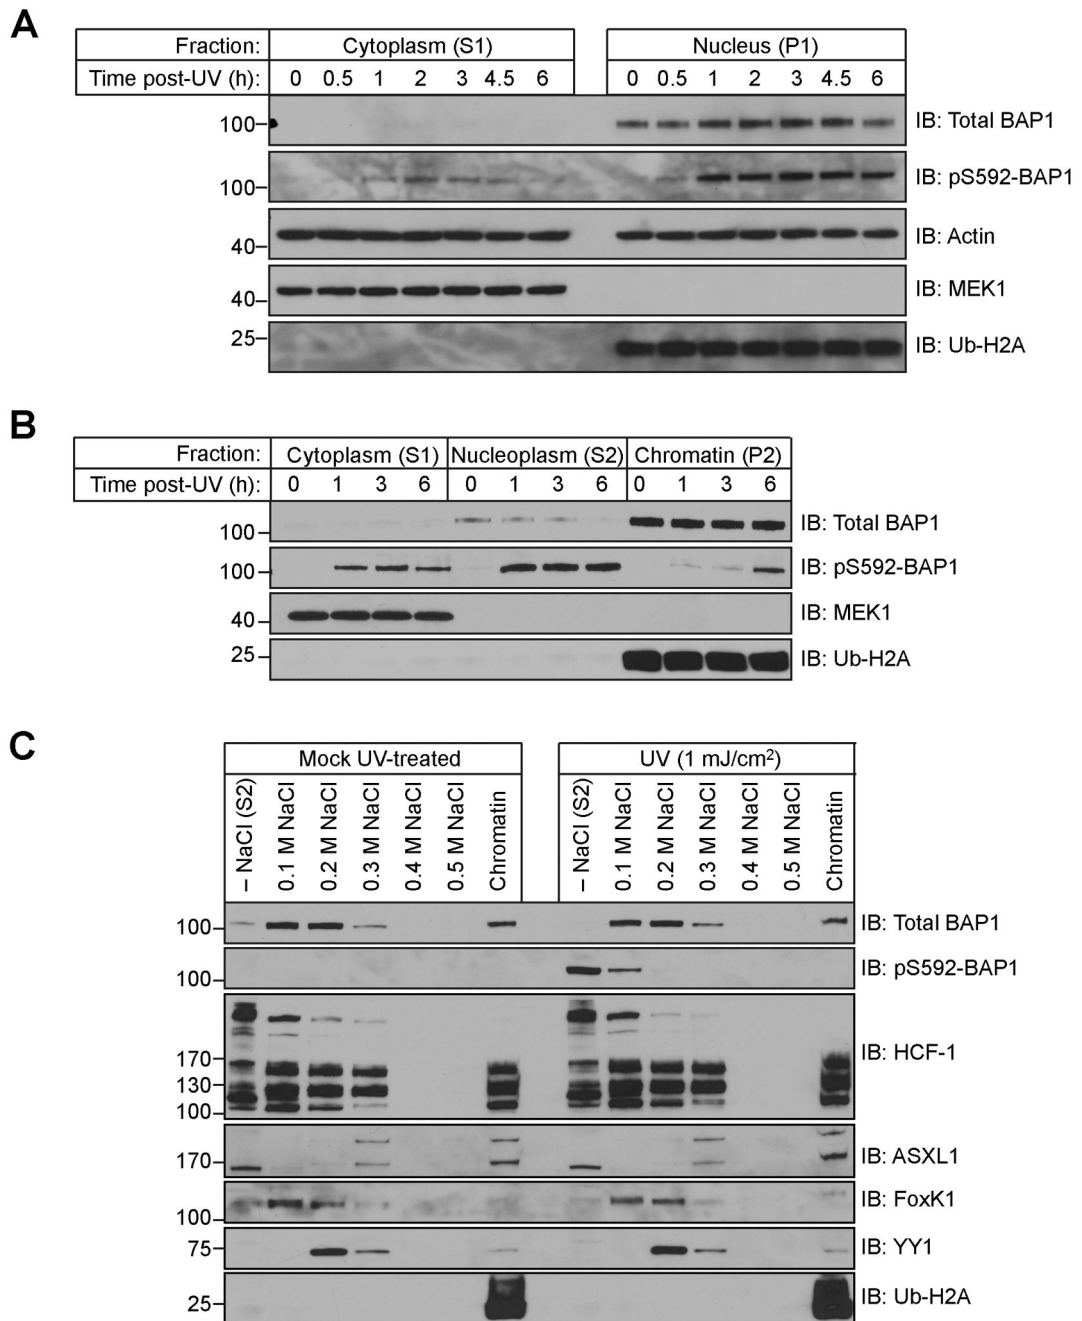 A
Fraction: Cytoplasm (S1) Nucleus (P1)
Time post-UV (h): 0 0.5 1 2 3 4.5 6 0 0.5 1 2 3 4.5 6
100 IB: Total BAP1
100 IB: pS592-BAP1
40 IB: Actin
40 IB: MEK1
25 IB: Ub-H2A
B
Fraction: Cytoplasm (S1) Nucleoplasm (S2) Chromatin (P2)
Time post-UV (h): 0 1 3 6 0 1 3 6 0 1 3 6
100 IB: Total BAP1
100 IB: pS592-BAP1
40 IB: MEK1
25 IB: Ub-H2A
C
Mock UV-treated UV (1 mJ/cm²)
– NaCl (S2) 0.1 M NaCl 0.2 M NaCl 0.3 M NaCl 0.4 M NaCl 0.5 M NaCl Chromatin – NaCl (S2) 0.1 M NaCl 0.2 M NaCl 0.3 M NaCl 0.4 M NaCl 0.5 M NaCl Chromatin
100 IB: Total BAP1
100 IB: pS592-BAP1
IB: HCF-1
170
130
100
170 IB: ASXL1
100 IB: FoxK1
75 IB: YY1
25 IB: Ub-H2A